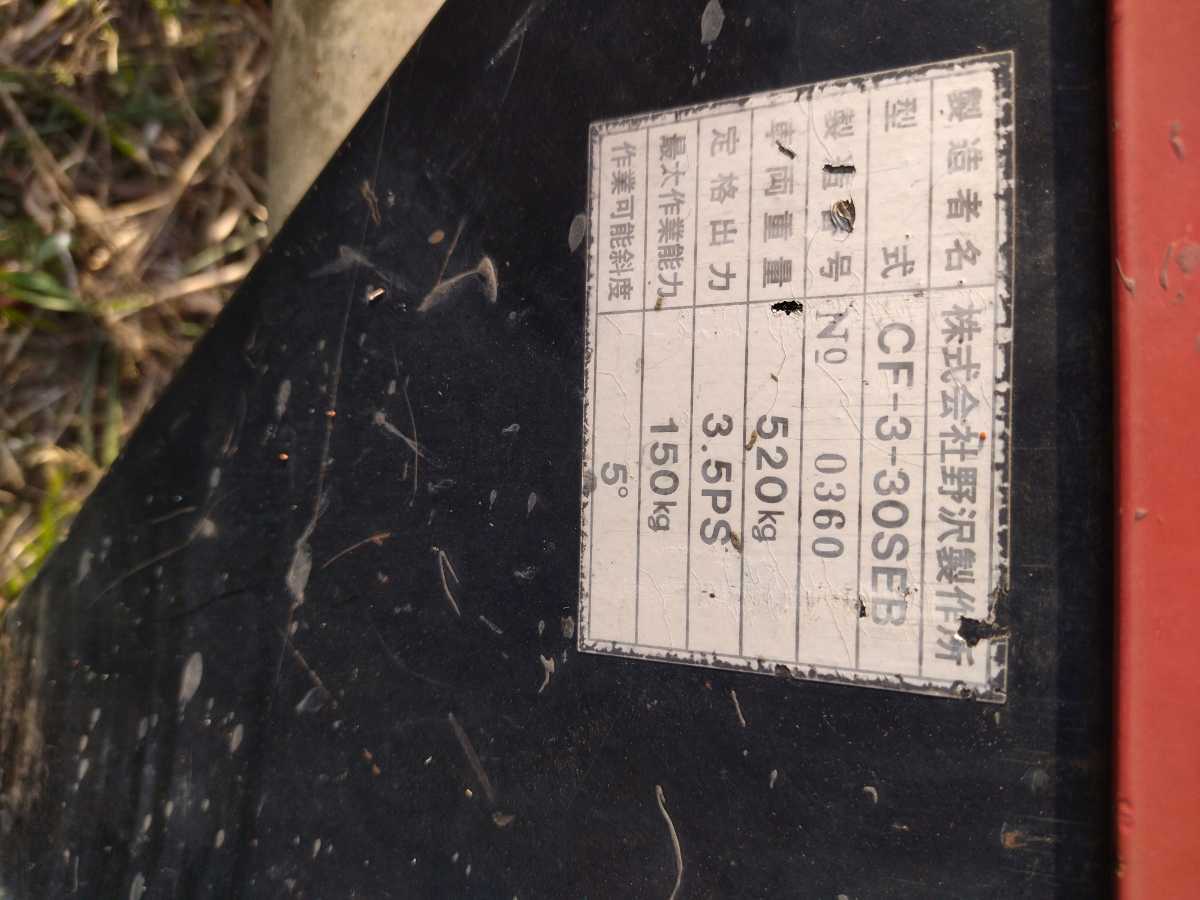 製造者名 株式会社野沢製作所
型式 CF-3-30SEB
製造番号 No 0360
車両重量 520kg
定格出力 3.5PS
最大作業能力 150kg
作業可能斜度 5°